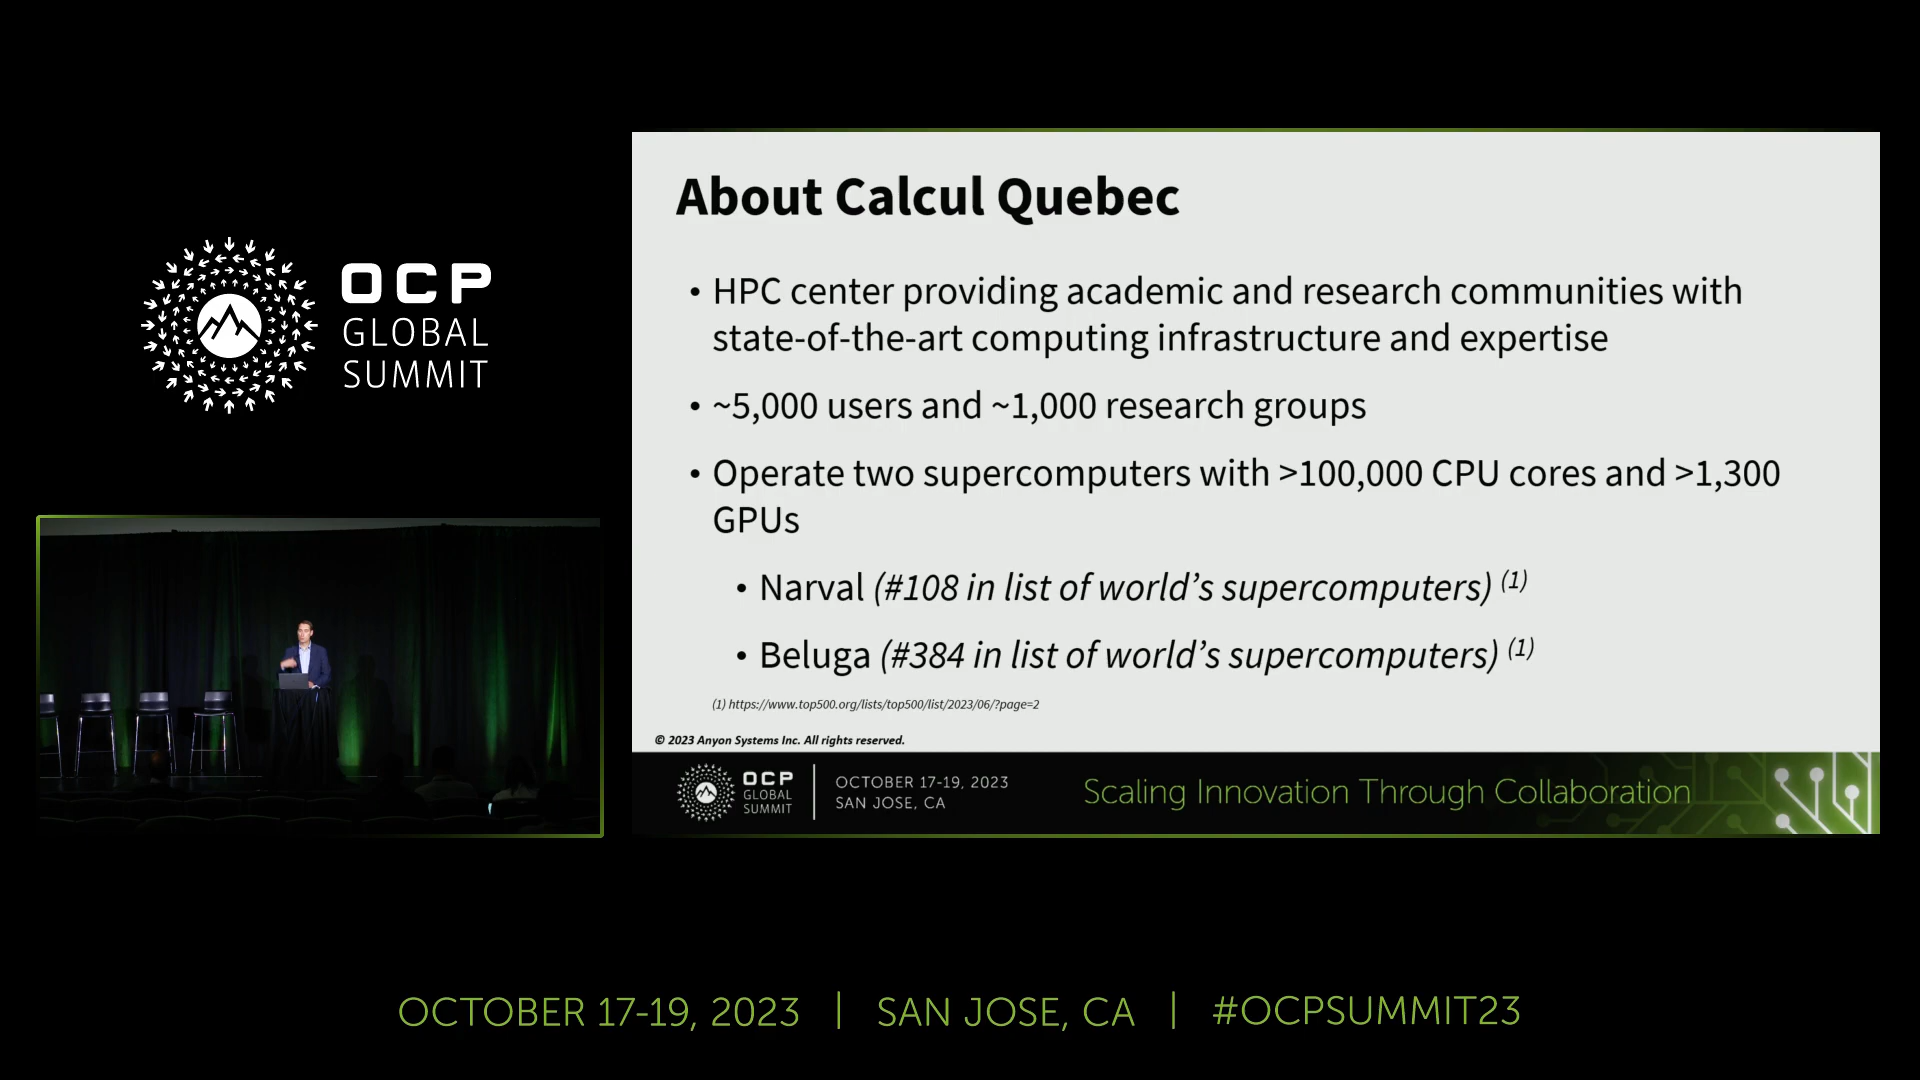 OCP
GLOBAL
SUMMIT
About Calcul Quebec
• HPC center providing academic and research communities with
state-of-the-art computing infrastructure and expertise
• ~5,000 users and ~1,000 research groups
• Operate two supercomputers with >100,000 CPU cores and >1,300
GPUs
• Narval (#108 in list of world’s supercomputers) (1)
• Beluga (#384 in list of world’s supercomputers) (1)
(1) https://www.top500.org/lists/top500/list/2023/06/?page=2
© 2023 Anyon Systems Inc. All rights reserved.
OCP
GLOBAL
SUMMIT
OCTOBER 17-19, 2023
SAN JOSE, CA
Scaling Innovation Through Collaboration
OCTOBER 17-19, 2023 | SAN JOSE, CA | #OCPSUMMIT23